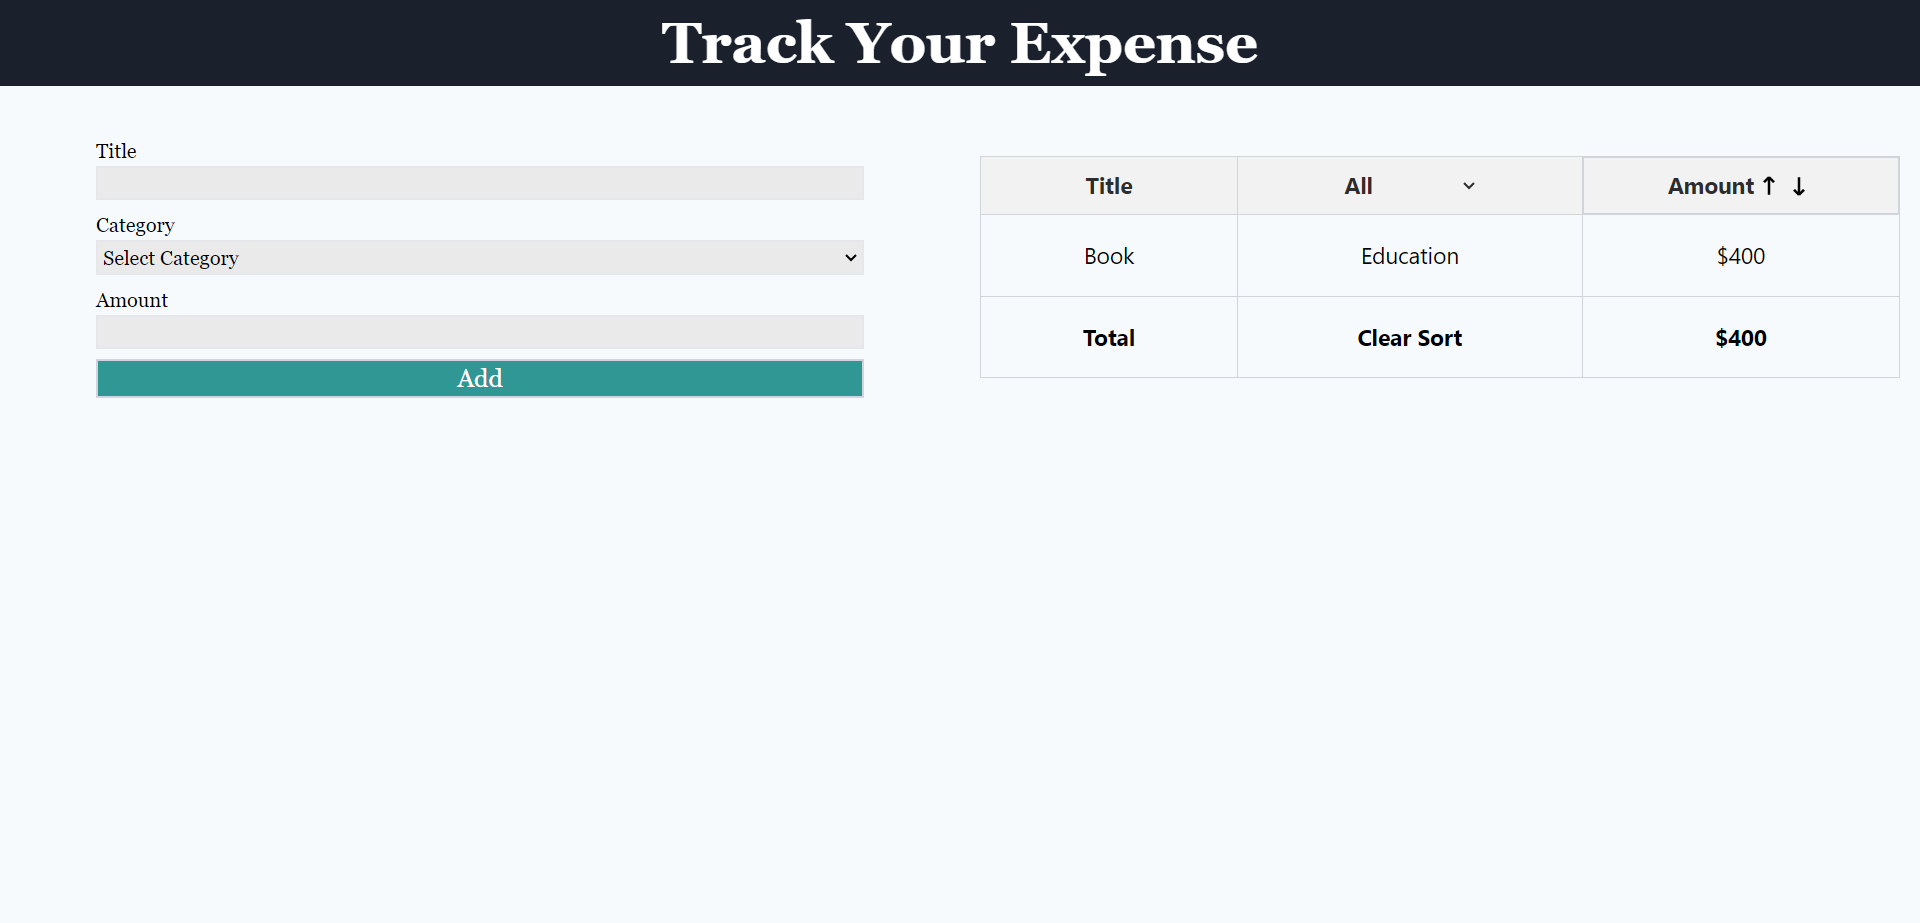 Track Your Expense
Title
Category
Select Category
Amount
Add
Title All Amount ↑ ↓
Book Education $400
Total Clear Sort $400